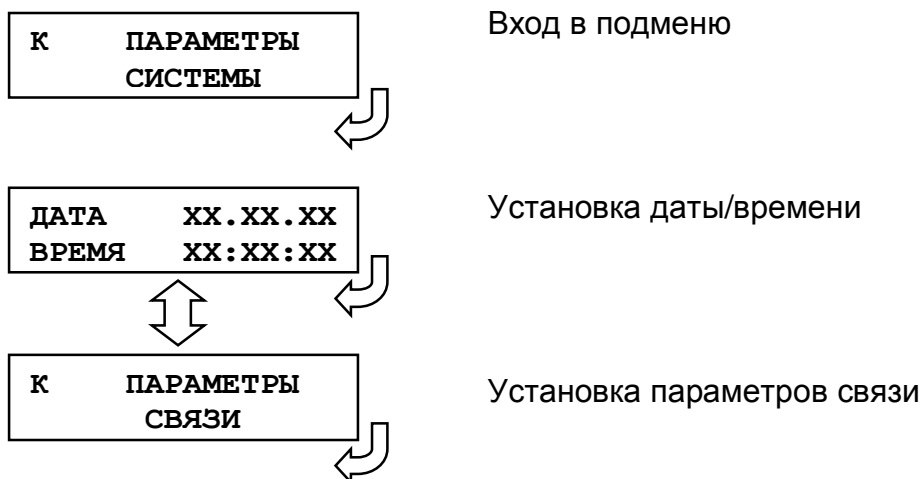 К ПАРАМЕТРЫ
СИСТЕМЫ
Вход в подменю
ДАТА XX.XX.XX
ВРЕМЯ XX:XX:XX
Установка даты/времени
К ПАРАМЕТРЫ
СВЯЗИ
Установка параметров связи